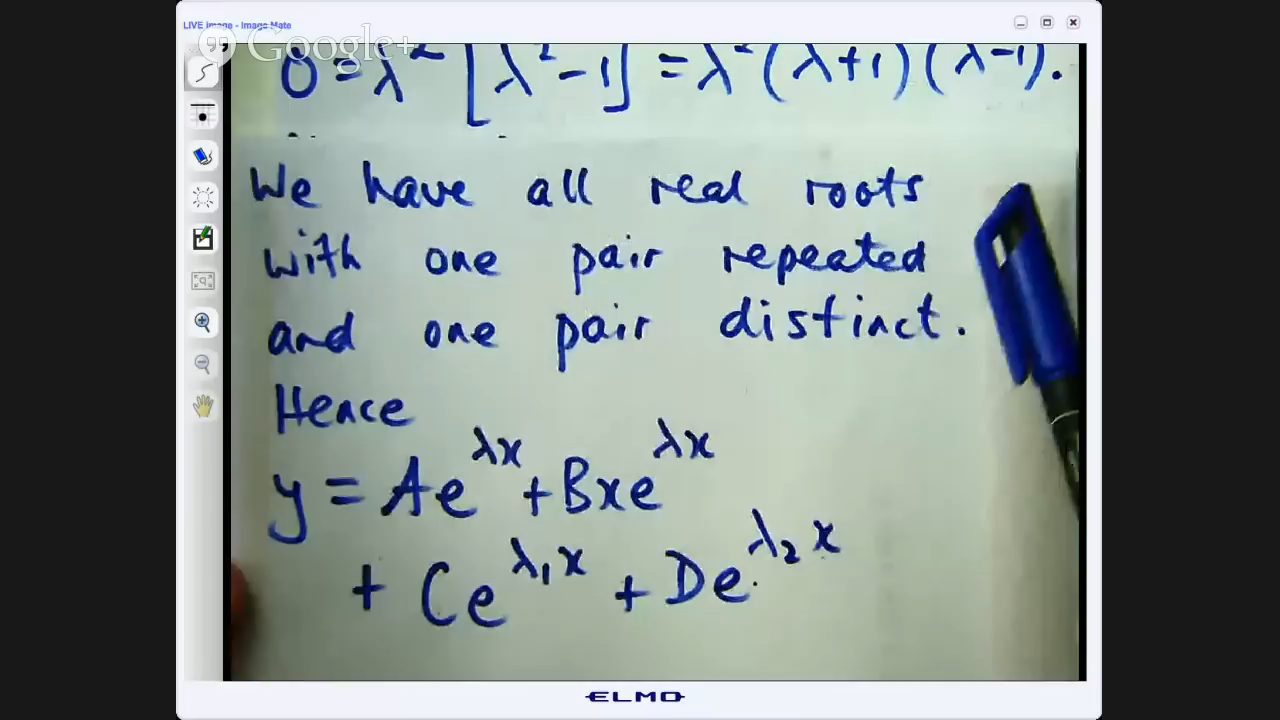 LIVE image - Image Mate
Google+
0 = λ² [λ² - 1] = λ² (λ+1) (λ-1).
We have all real roots
with one pair repeated
and one pair distinct.
Hence
y = Ae^λx + Bxe^λx
+ Ce^λ₁x + De^λ₂x
ELMO